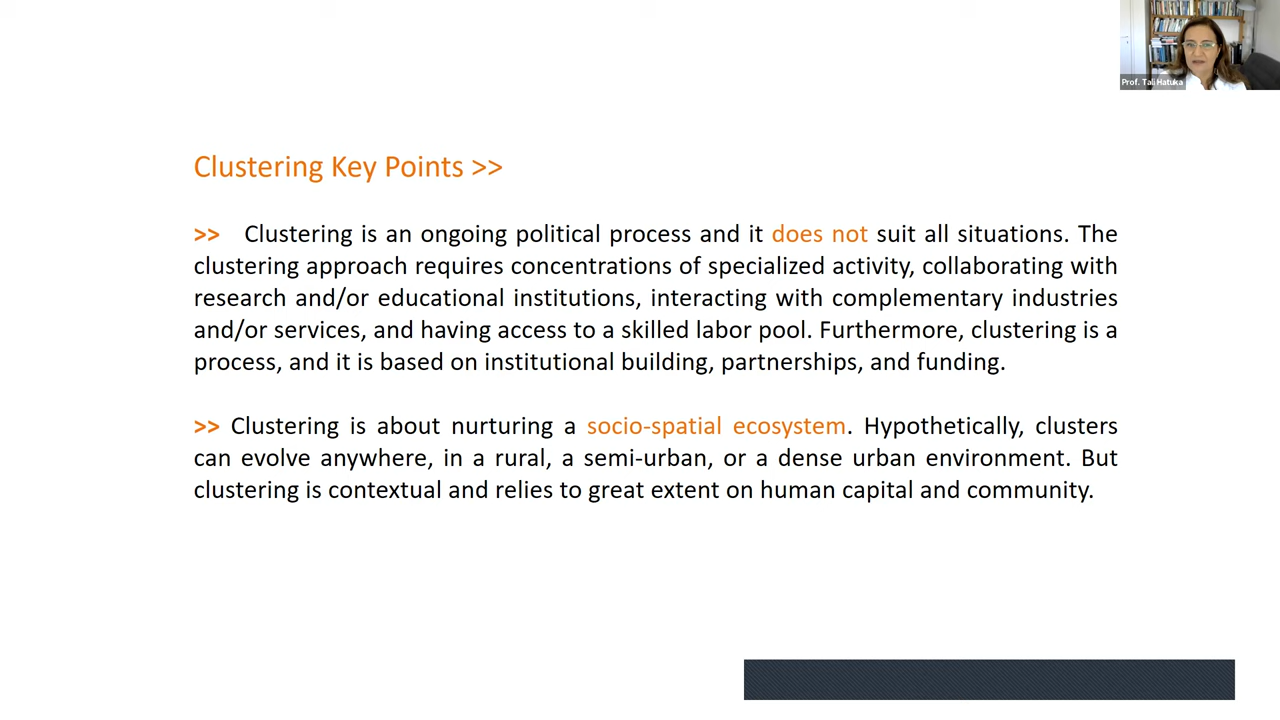 Prof. Tali Hatuka
Clustering Key Points >>
>> Clustering is an ongoing political process and it does not suit all situations. The
clustering approach requires concentrations of specialized activity, collaborating with
research and/or educational institutions, interacting with complementary industries
and/or services, and having access to a skilled labor pool. Furthermore, clustering is a
process, and it is based on institutional building, partnerships, and funding.
>> Clustering is about nurturing a socio-spatial ecosystem. Hypothetically, clusters
can evolve anywhere, in a rural, a semi-urban, or a dense urban environment. But
clustering is contextual and relies to great extent on human capital and community.